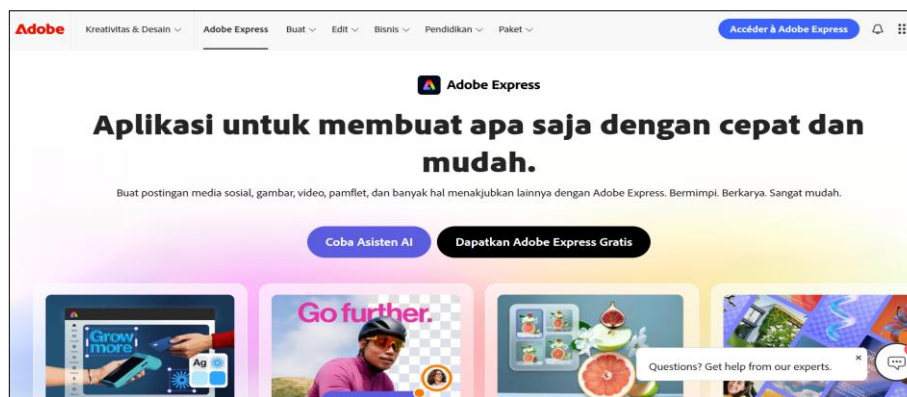 Adobe
Kreativitas & Desain
Adobe Express
Buat
Edit
Bisnis
Pendidikan
Paket
Accéder à Adobe Express
Adobe Express
Aplikasi untuk membuat apa saja dengan cepat dan
mudah.
Buat postingan media sosial, gambar, video, pamflet, dan banyak hal menakjubkan lainnya dengan Adobe Express. Bermimpi. Berkarya. Sangat mudah.
Coba Asisten AI
Dapatkan Adobe Express Gratis
Grow
more
Ag
Go further.
Questions? Get help from our experts.